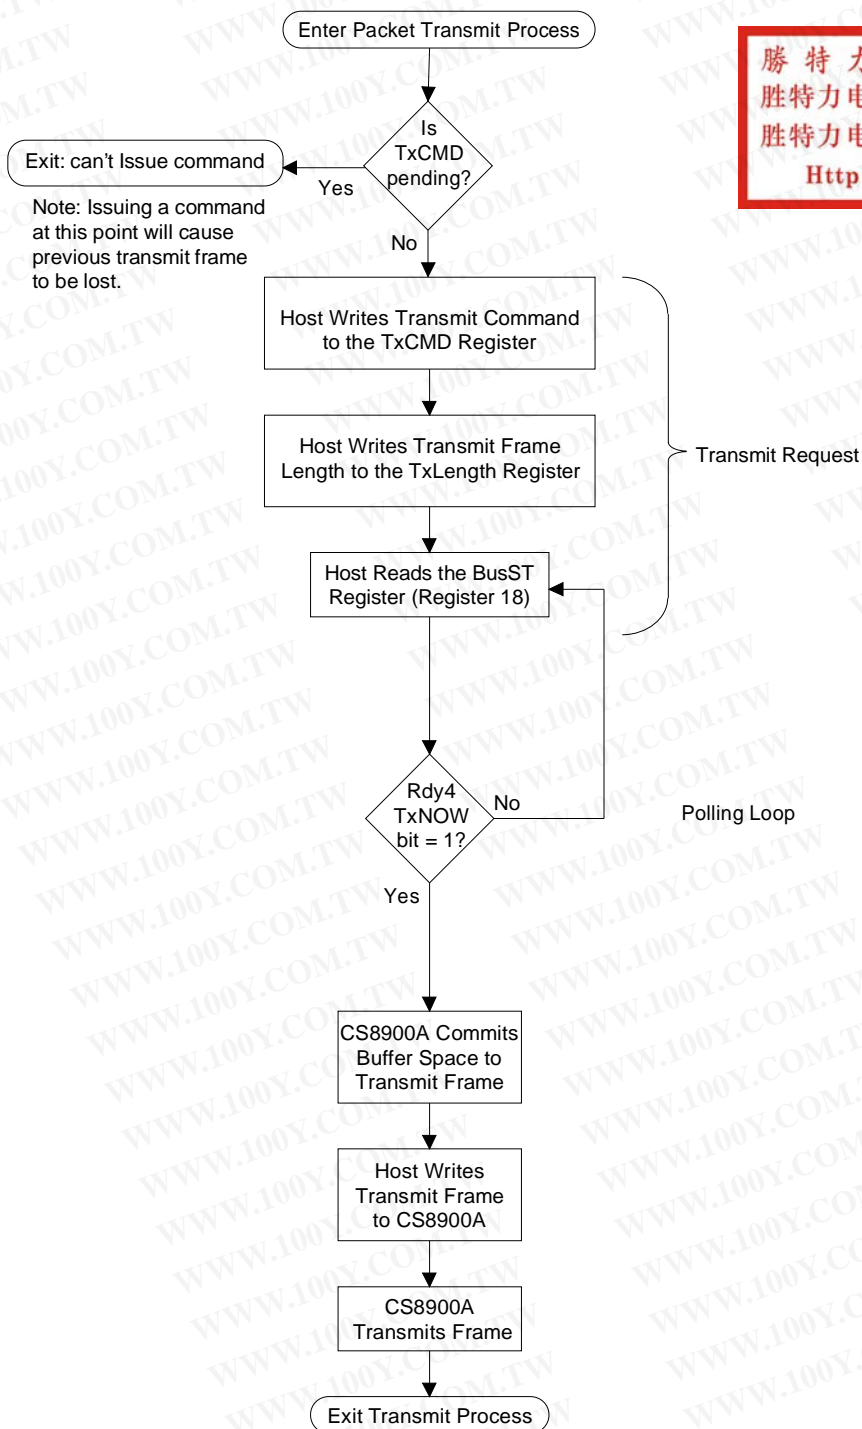 Enter Packet Transmit Process
勝 特 力
胜特力电
胜特力电
Http
Is
TxCMD
pending?
Exit: can't Issue command
Yes
Note: Issuing a command
at this point will cause
previous transmit frame
to be lost.
No
Host Writes Transmit Command
to the TxCMD Register
Host Writes Transmit Frame
Length to the TxLength Register
Transmit Request
Host Reads the BusST
Register (Register 18)
Rdy4
TxNOW
bit = 1?
No
Polling Loop
Yes
CS8900A Commits
Buffer Space to
Transmit Frame
Host Writes
Transmit Frame
to CS8900A
CS8900A
Transmits Frame
Exit Transmit Process
WWW.100Y.COM.TW